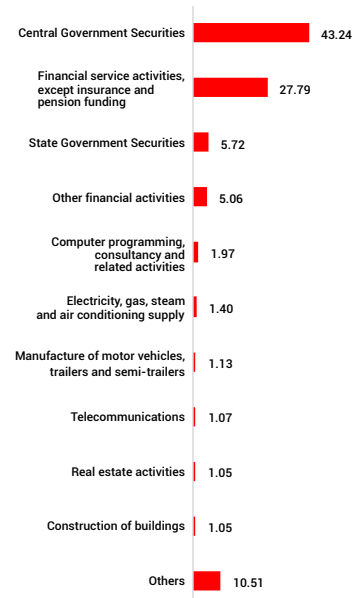 Central Government Securities 43.24
Financial service activities,
except insurance and
pension funding
27.79
State Government Securities 5.72
Other financial activities 5.06
Computer programming,
consultancy and
related activities
1.97
Electricity, gas, steam
and air conditioning supply
1.40
Manufacture of motor vehicles,
trailers and semi-trailers
1.13
Telecommunications 1.07
Real estate activities 1.05
Construction of buildings 1.05
Others 10.51